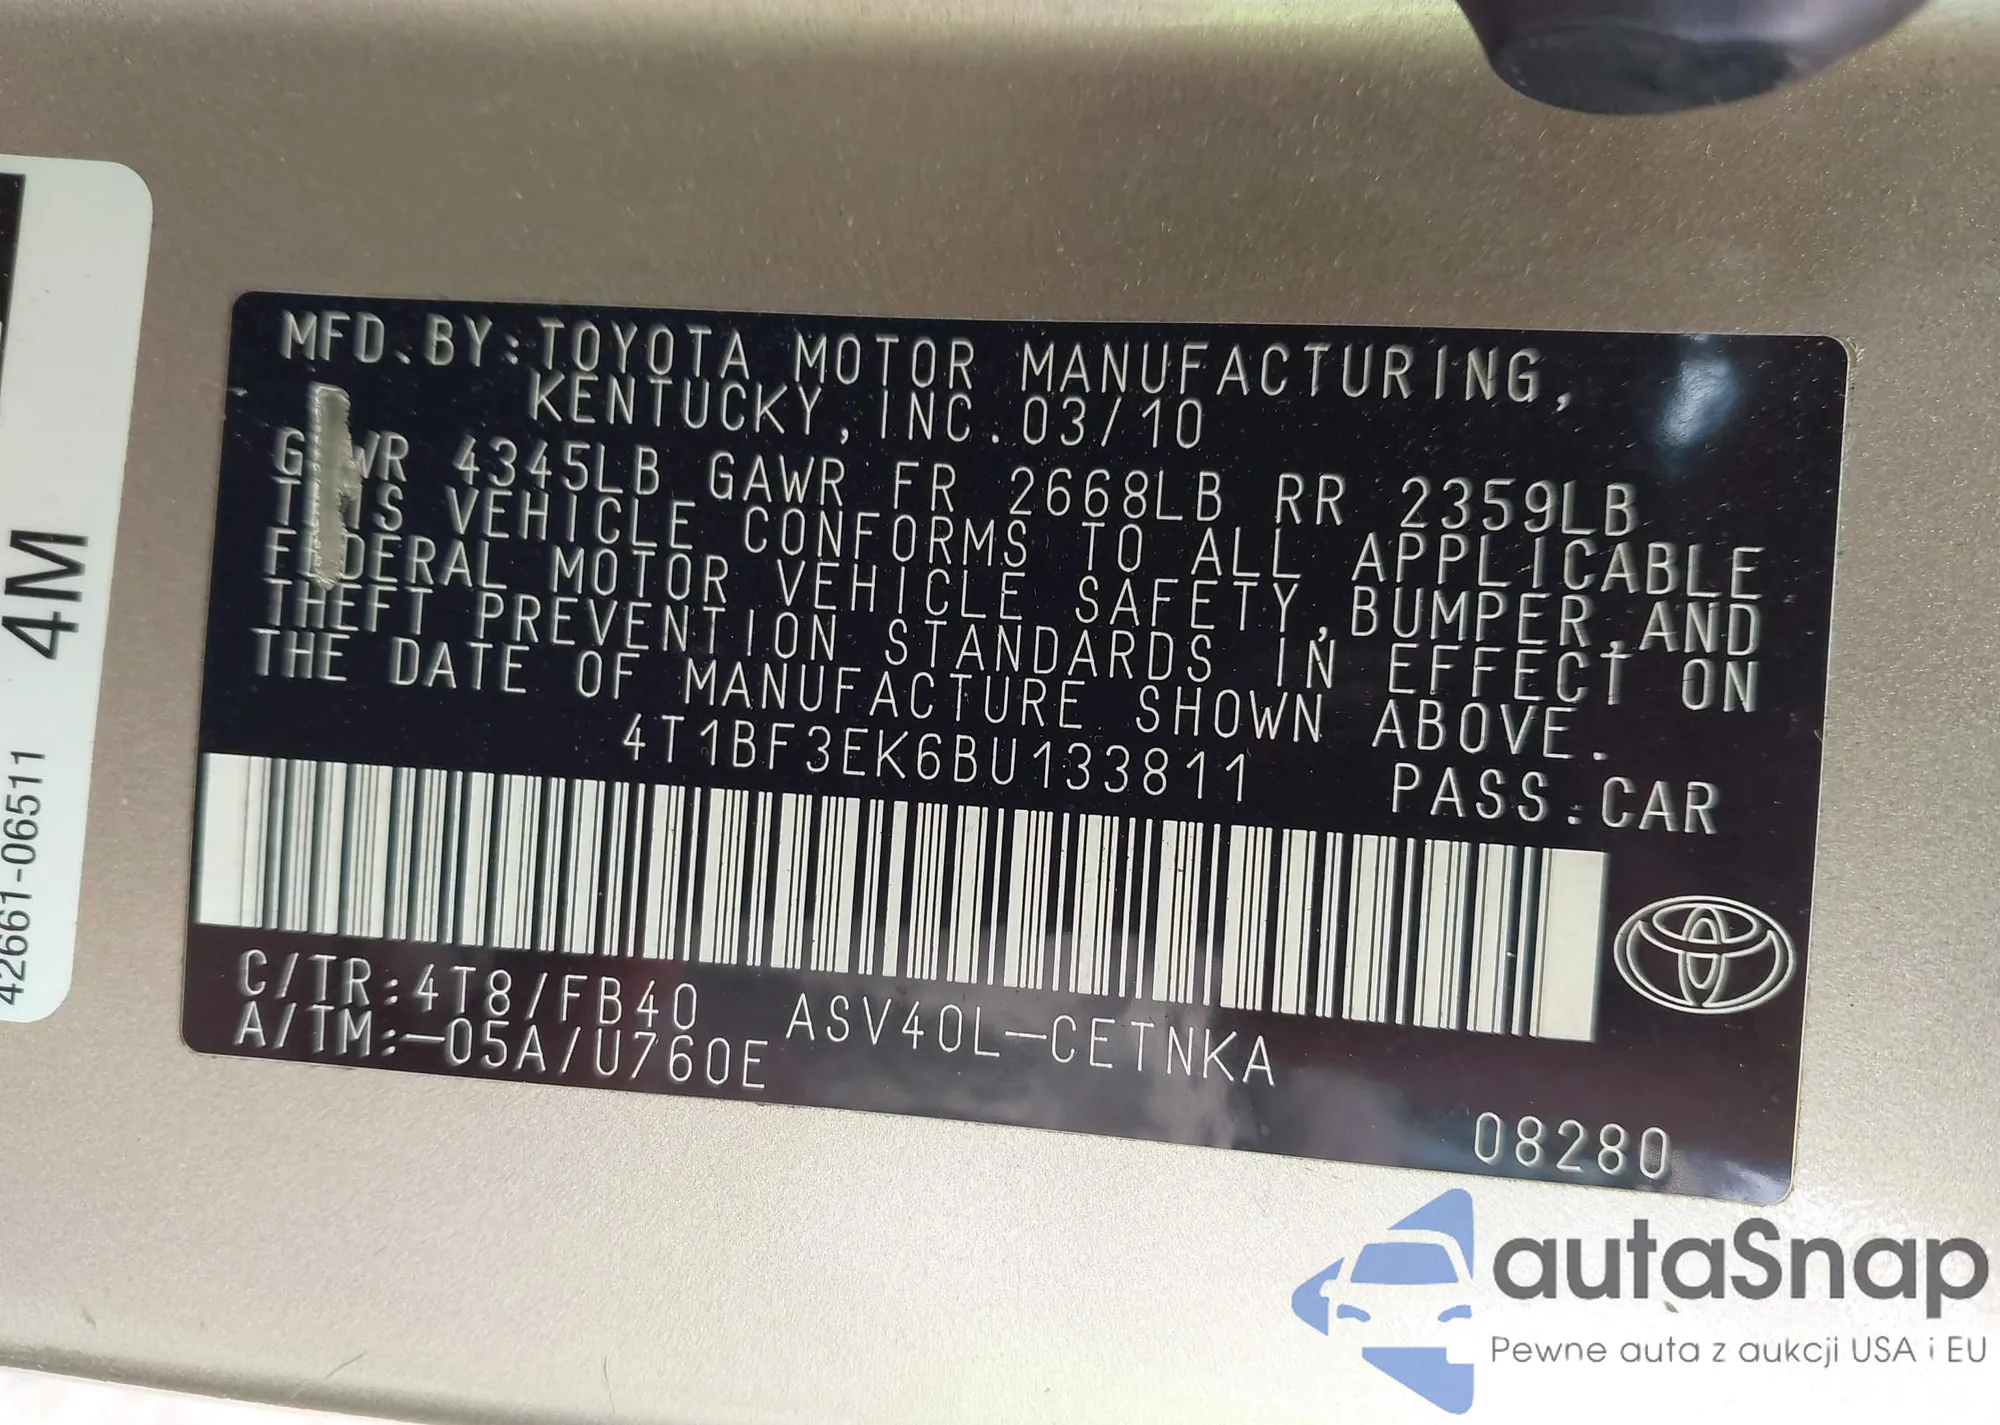 MFD.BY:TOYOTA MOTOR MANUFACTURING,
KENTUCKY, INC. 03/10
G WR 4345LB GAWR FR 2668LB RR 2359LB
THIS VEHICLE CONFORMS TO ALL APPLICABLE
FEDERAL MOTOR VEHICLE SAFETY, BUMPER, AND
THEFT PREVENTION STANDARDS IN EFFECT ON
THE DATE OF MANUFACTURE SHOWN ABOVE.
4T1BF3EK6BU133811 PASS.CAR
C/TR:4T8/FB40 ASV40L-CETNKA
A/TM:-05A/U760E
08280
42661-06511 4M
autaSnap
Pewne auta z aukcji USA i EU